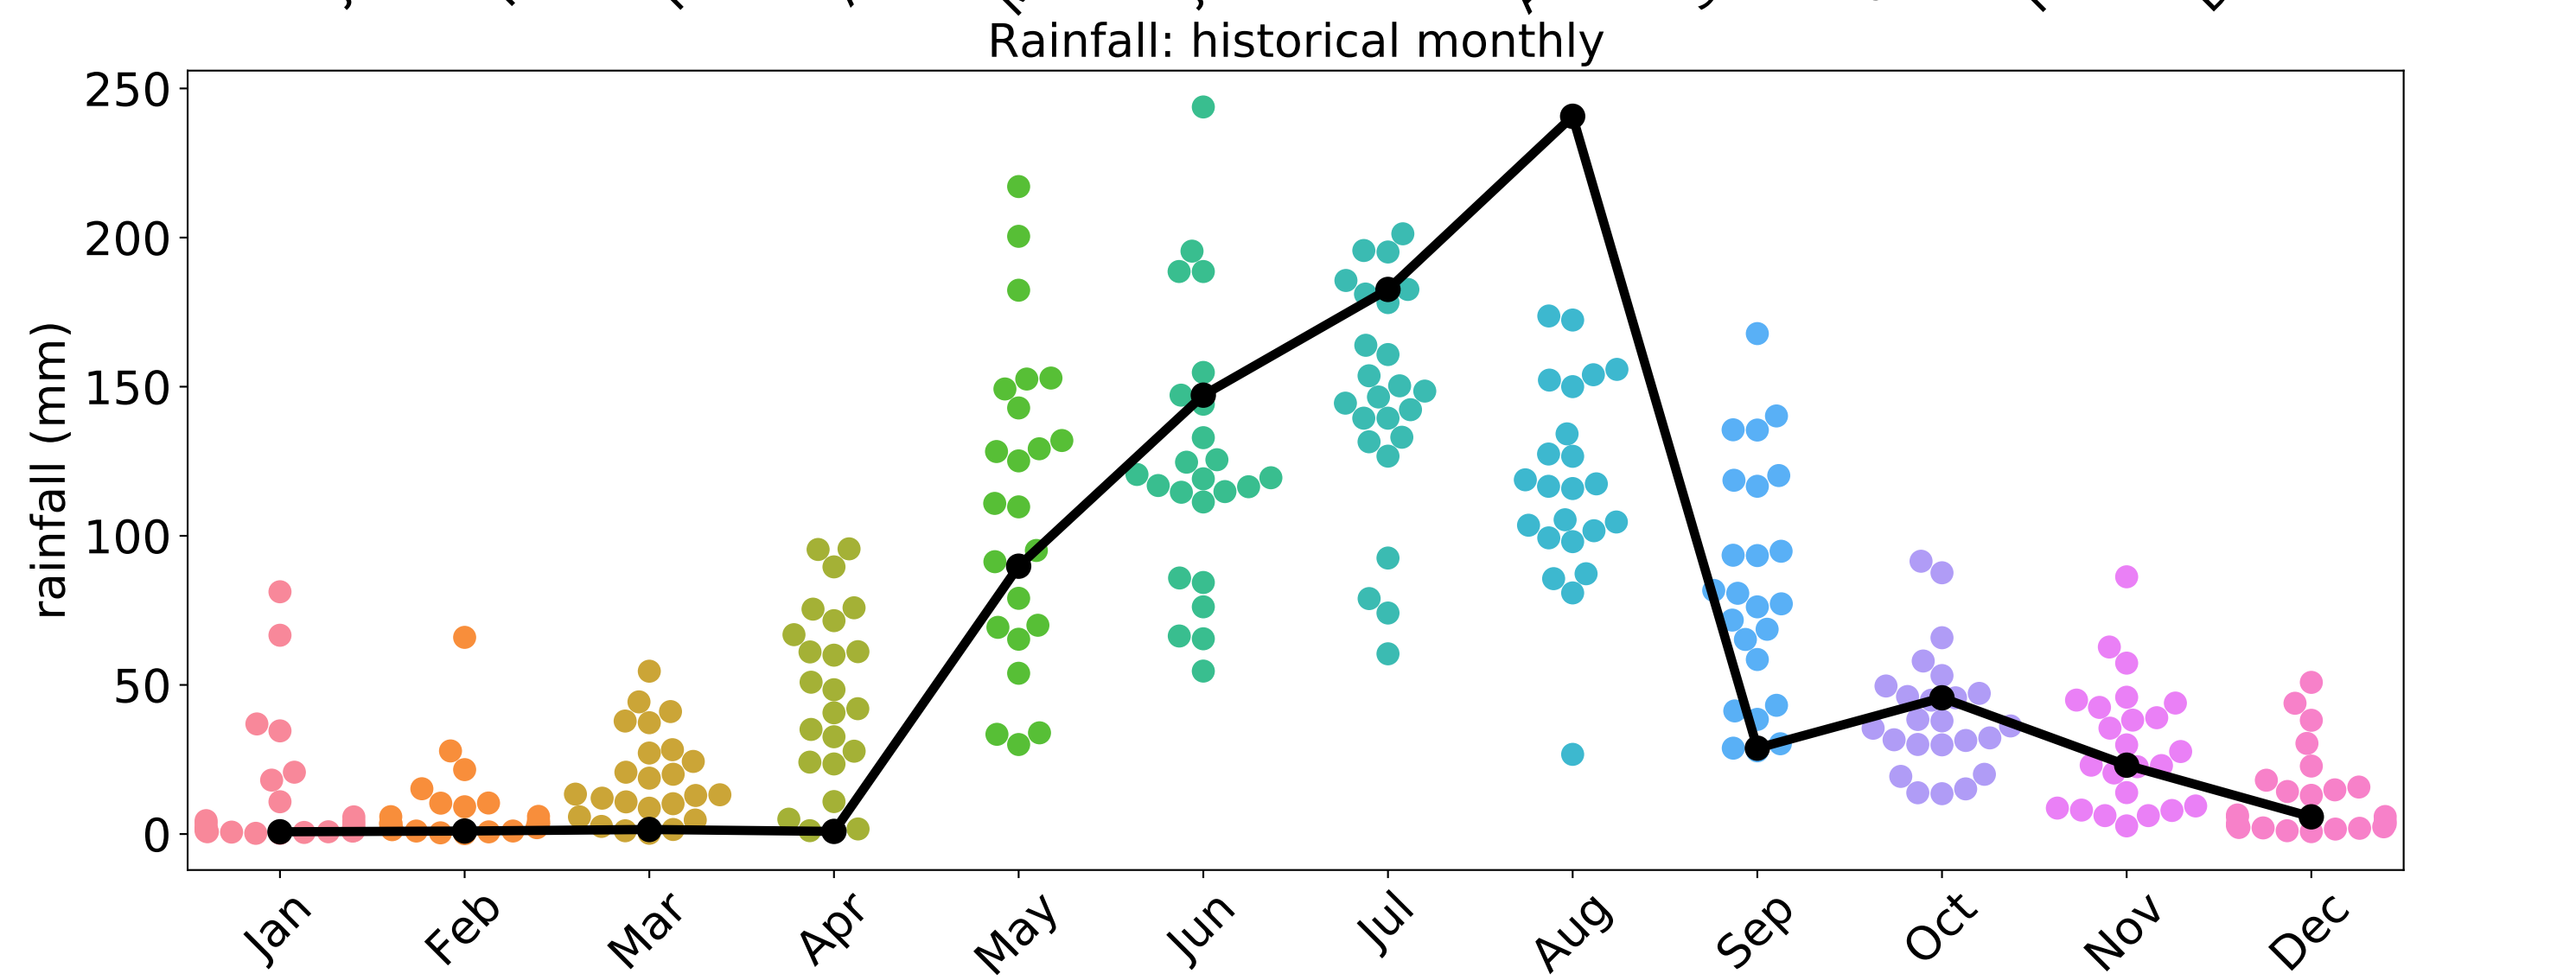 Rainfall: historical monthly
250
200
150
100
50
0
rainfall (mm)
Jan
Feb
Mar
Apr
May
Jun
Jul
Aug
Sep
Oct
Nov
Dec